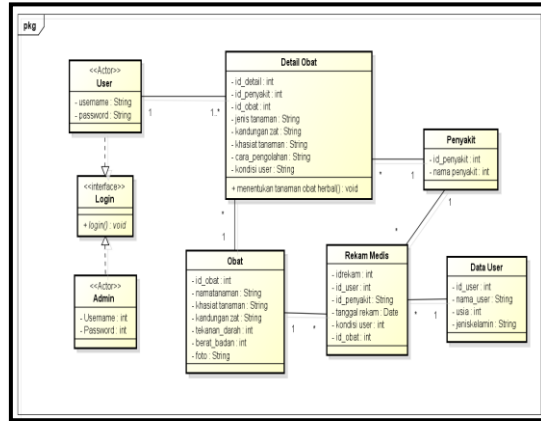 pkg
<<Actor>>
User
- username : String
- password : String
1
1..*
Detail Obat
- id_detail : int
- id_penyakit : int
- id_obat : int
- jenis tanaman : String
- kandungan zat : String
- khasiat tanaman : String
- cara_pengolahan : String
- kondisi user : String
+ menentukan tanaman obat herbal() : void
<<interface>>
Login
+ login() : void
<<Actor>>
Admin
- Username : int
- Password : int
Penyakit
- id_penyakit : int
- nama penyakit : int
*
1
1
*
*
1
Obat
- id_obat : int
- namatanaman : String
- khasiat tanaman : String
- kandungan zat : String
- tekanan_darah : int
- berat_badan : int
- foto : String
1
*
Rekam Medis
- idrekam : int
- id_user : int
- id_penyakit : String
- tanggal rekam : Date
- kondisi user : int
- id_obat : int
*
1
Data User
- id_user : int
- nama_user : String
- usia : int
- jeniskelamin : String